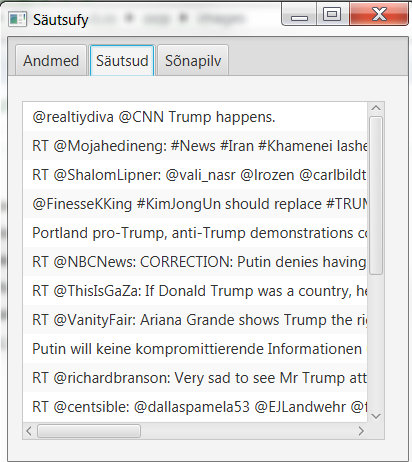 Säutsufy
Andmed Säutsud Sõnapilv
@realtiydiva @CNN Trump happens.
RT @Mojahedineng: #News #Iran #Khamenei lashe
RT @ShalomLipner: @vali_nasr @lrozen @carlbildt
@FinesseKKing #KimJongUn should replace #TRUM
Portland pro-Trump, anti-Trump demonstrations co
RT @NBCNews: CORRECTION: Putin denies having
RT @ThisIsGaZa: If Donald Trump was a country, he
RT @VanityFair: Ariana Grande shows Trump the rig
Putin will keine kompromittierende Informationen
RT @richardbranson: Very sad to see Mr Trump att
RT @centsible: @dallaspamela53 @EJLandwehr @f